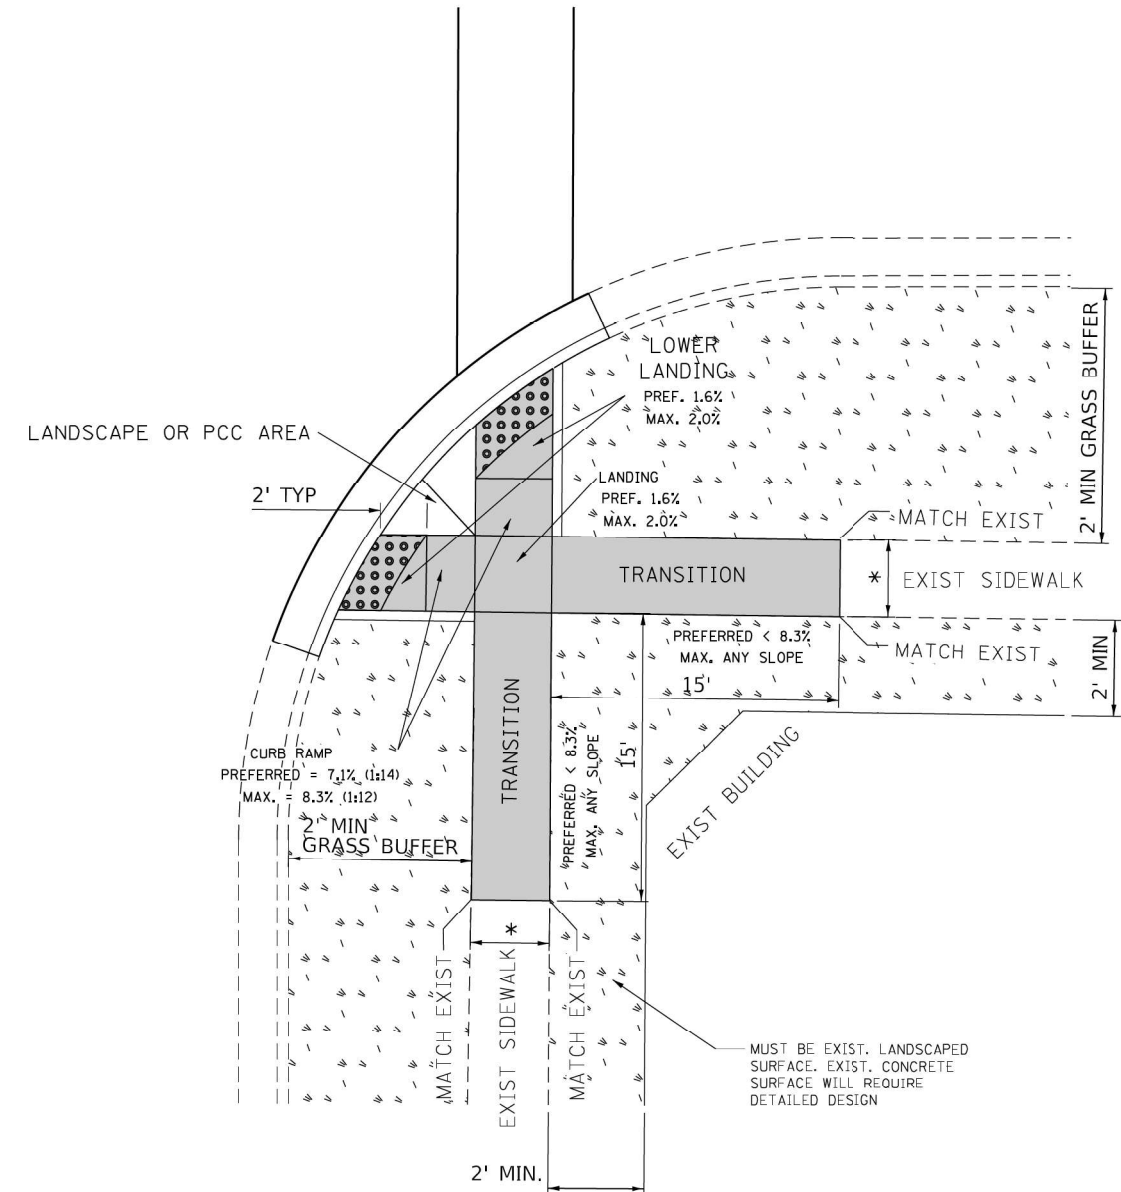 LOWER
LANDING
PREF. 1.6%
MAX. 2.0%
2' MIN GRASS BUFFER
LANDSCAPE OR PCC AREA
LANDING
PREF. 1.6%
MAX. 2.0%
2' TYP
MATCH EXIST
TRANSITION
*
EXIST SIDEWALK
PREFERRED < 8.3%
MAX. ANY SLOPE
MATCH EXIST
15'
2' MIN
TRANSITION
PREFERRED < 8.3%
MAX. ANY SLOPE
15'
EXIST BUILDING
CURB RAMP
PREFERRED = 7.1% (1:14)
MAX. = 8.3% (1:12)
2' MIN
GRASS BUFFER
*
MATCH EXIST
EXIST SIDEWALK
MATCH EXIST
MUST BE EXIST. LANDSCAPED
SURFACE. EXIST. CONCRETE
SURFACE WILL REQUIRE
DETAILED DESIGN
2' MIN.